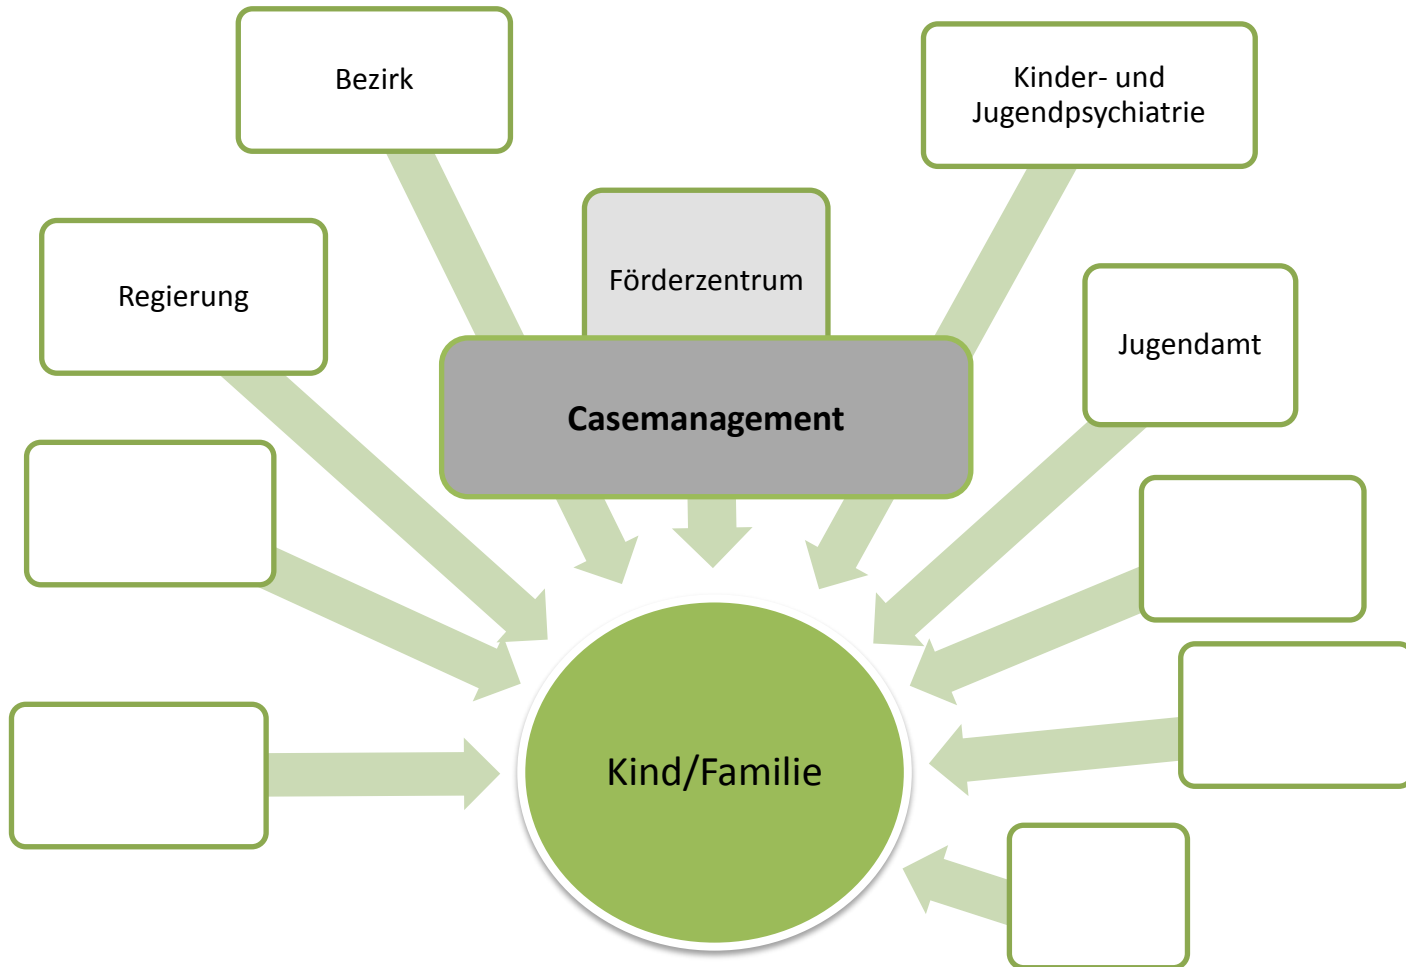 Bezirk
Kinder- und
Jugendpsychiatrie
Förderzentrum
Regierung
Jugendamt
Casemanagement
Kind/Familie